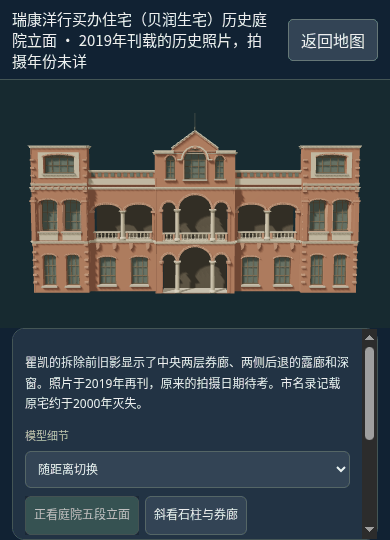 瑞康洋行买办住宅（贝润生宅）历史庭
院立面 · 2019年刊载的历史照片，拍
摄年份未详
返回地图
瞿凯的拆除前旧影显示了中央两层券廊、两侧后退的露廊和深
窗。照片于2019年再刊，原来的拍摄日期待考。市名录记载
原宅约于2000年灭失。
模型细节
随距离切换
正看庭院五段立面
斜看石柱与券廊